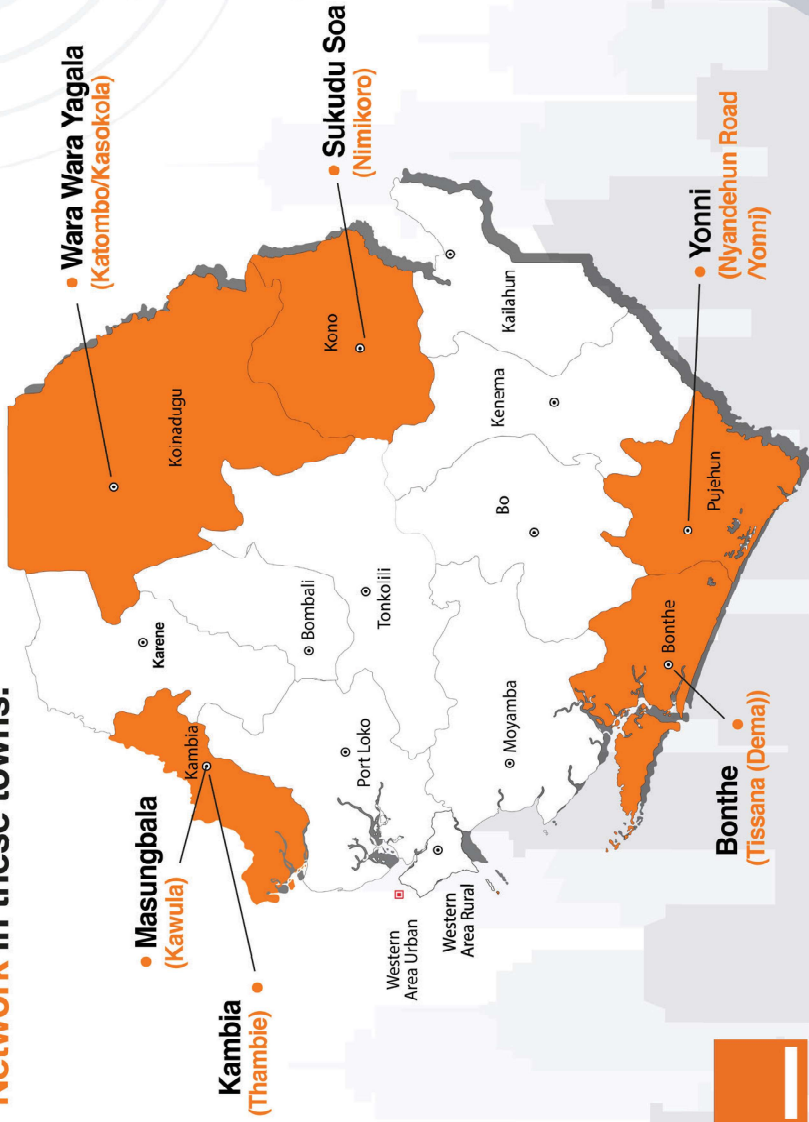 Network in these towns.
Wara Wara Yagala
(Katombo/Kasokola)
Masungbala
(Kawula)
Karene
Koinadugu
Kambia
Kambia
(Thambie)
Bombali
Kono
Sukudu Soa
(Nimikoro)
Port Loko
Tonkolili
Western
Area Urban
Western
Area Rural
Moyamba
Bo
Kenema
Kailahun
Bonthe
Pujehun
Yonni
(Nyandehun Road
/Yonni)
Bonthe
(Tissana (Dema))